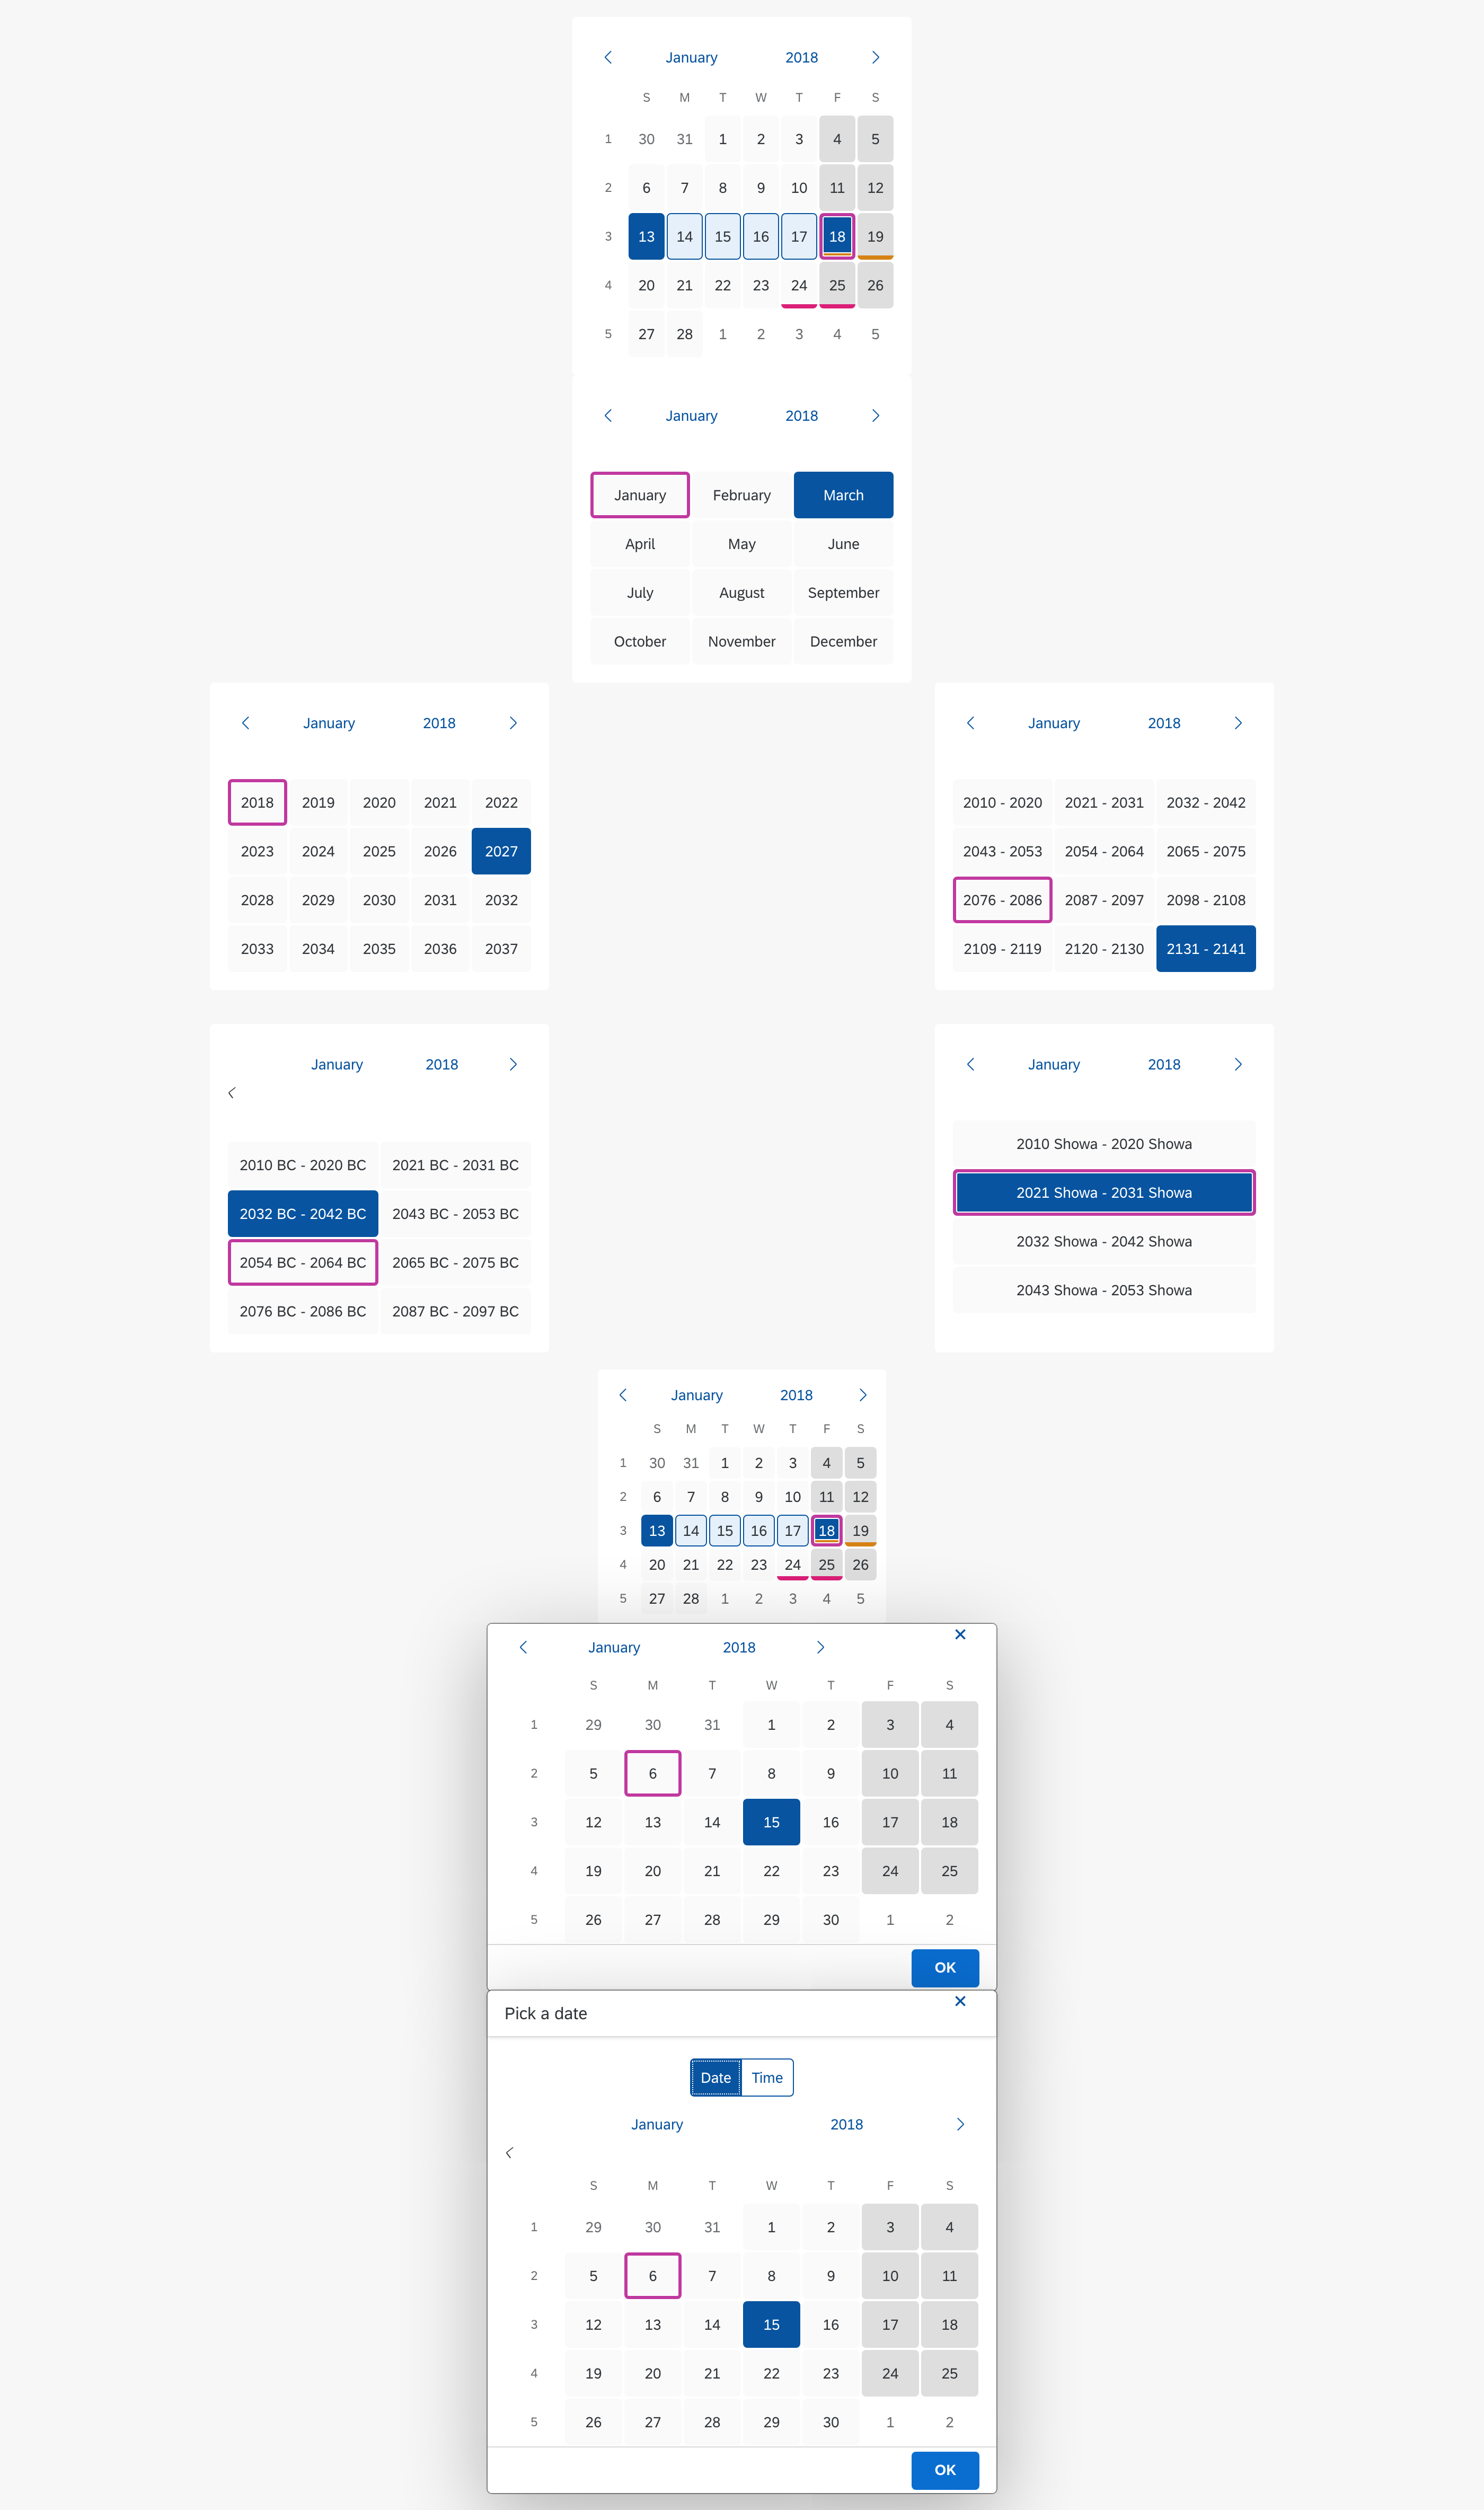 January 2018
S M T W T F S
1 30 31 1 2 3 4 5
2 6 7 8 9 10 11 12
3 13 14 15 16 17 18 19
4 20 21 22 23 24 25 26
5 27 28 1 2 3 4 5
January 2018
January February March
April May June
July August September
October November December
January 2018
2018 2019 2020 2021 2022
2023 2024 2025 2026 2027
2028 2029 2030 2031 2032
2033 2034 2035 2036 2037
January 2018
2010 - 2020 2021 - 2031 2032 - 2042
2043 - 2053 2054 - 2064 2065 - 2075
2076 - 2086 2087 - 2097 2098 - 2108
2109 - 2119 2120 - 2130 2131 - 2141
January 2018
2010 BC - 2020 BC 2021 BC - 2031 BC
2032 BC - 2042 BC 2043 BC - 2053 BC
2054 BC - 2064 BC 2065 BC - 2075 BC
2076 BC - 2086 BC 2087 BC - 2097 BC
January 2018
2010 Showa - 2020 Showa
2021 Showa - 2031 Showa
2032 Showa - 2042 Showa
2043 Showa - 2053 Showa
January 2018
S M T W T F S
1 30 31 1 2 3 4 5
2 6 7 8 9 10 11 12
3 13 14 15 16 17 18 19
4 20 21 22 23 24 25 26
5 27 28 1 2 3 4 5
January 2018
S M T W T F S
1 29 30 31 1 2 3 4
2 5 6 7 8 9 10 11
3 12 13 14 15 16 17 18
4 19 20 21 22 23 24 25
5 26 27 28 29 30 1 2
OK
Pick a date
Date Time
January 2018
S M T W T F S
1 29 30 31 1 2 3 4
2 5 6 7 8 9 10 11
3 12 13 14 15 16 17 18
4 19 20 21 22 23 24 25
5 26 27 28 29 30 1 2
OK